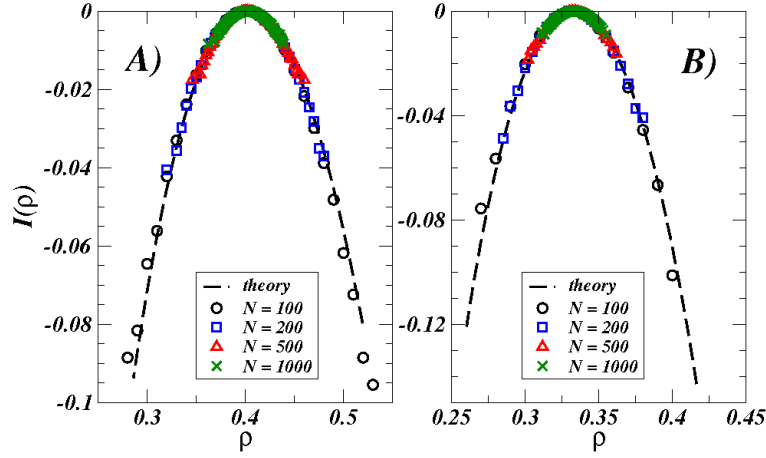 A)
I(ρ)
0
-0.02
-0.04
-0.06
-0.08
-0.1
0.3
0.4
0.5
ρ
theory
N = 100
N = 200
N = 500
N = 1000
B)
0
-0.04
-0.08
-0.12
0.25
0.3
0.35
0.4
0.45
ρ
theory
N = 100
N = 200
N = 500
N = 1000